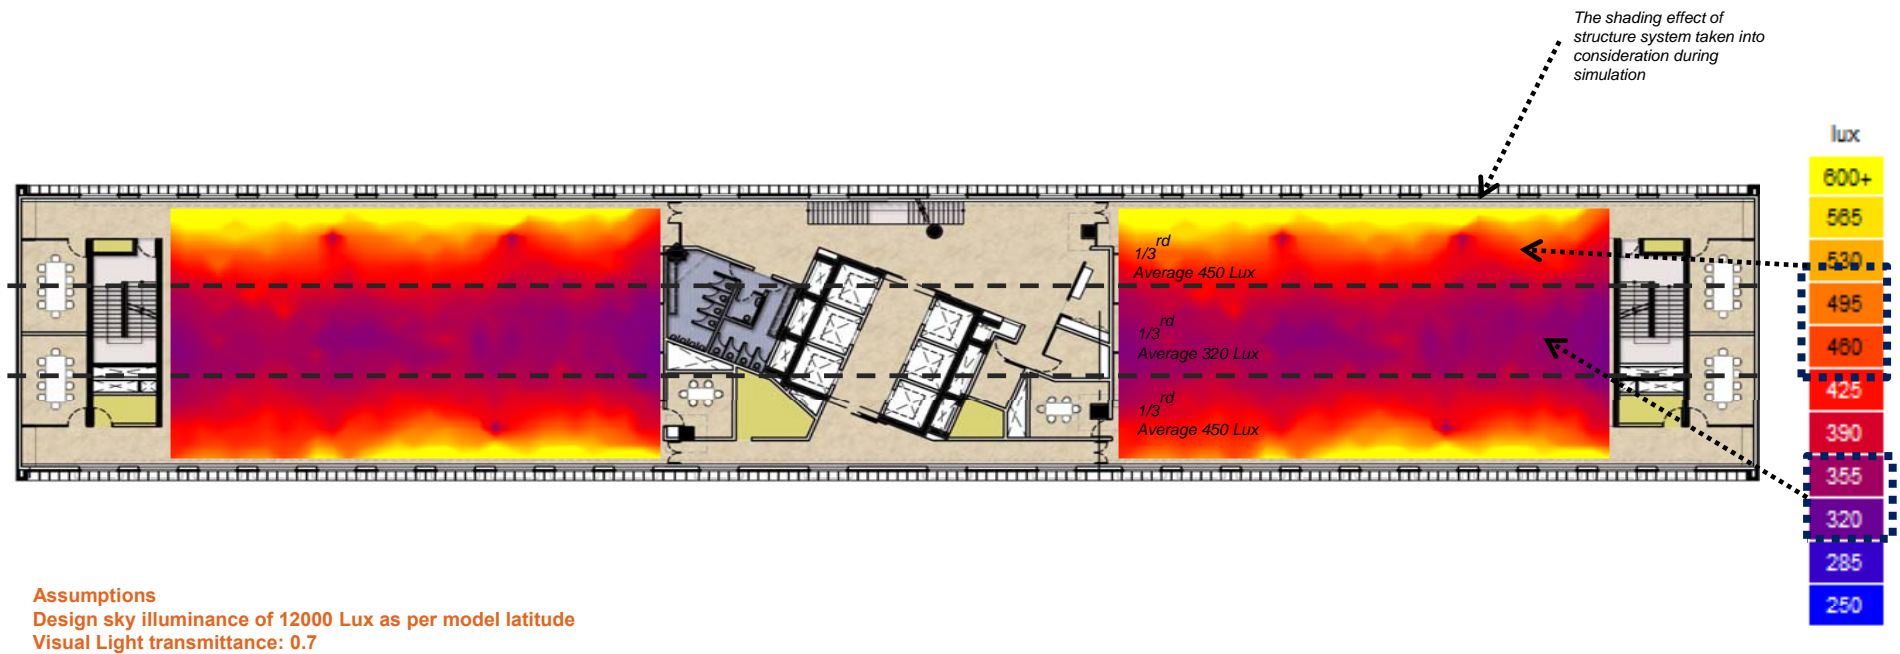 The shading effect of
structure system taken into
consideration during
simulation
lux
600+
565
530
495
460
425
390
355
320
285
250
1/3rd
Average 450 Lux
1/3rd
Average 320 Lux
1/3rd
Average 450 Lux
Assumptions
Design sky illuminance of 12000 Lux as per model latitude
Visual Light transmittance: 0.7